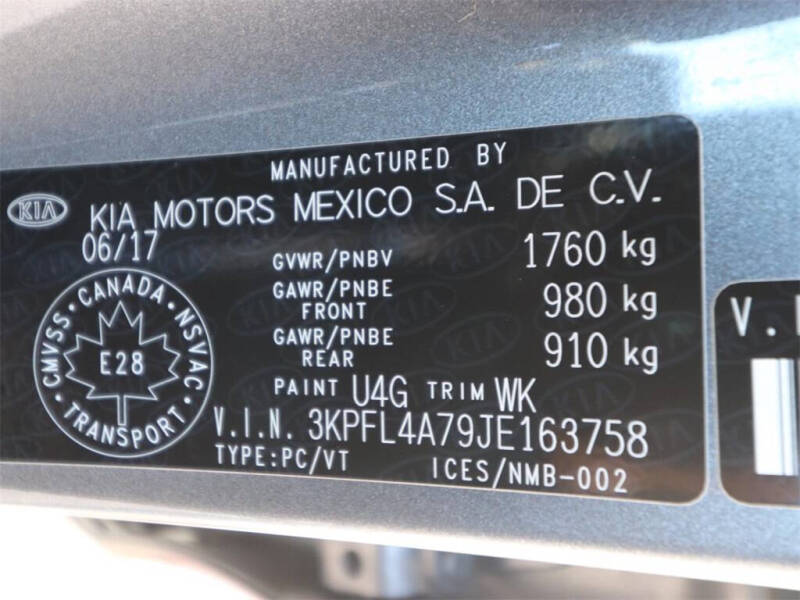 MANUFACTURED BY
KIA KIA MOTORS MEXICO S.A. DE C.V.
06/17
GVWR/PNBV 1760 kg
GAWR/PNBE FRONT 980 kg
GAWR/PNBE REAR 910 kg
PAINT U4G TRIM WK
V.I.N. 3KPFL4A79JE163758
TYPE:PC/VT ICES/NMB-002
CMVSS · CANADA · NSVAC · TRANSPORT ·
E28
V.I